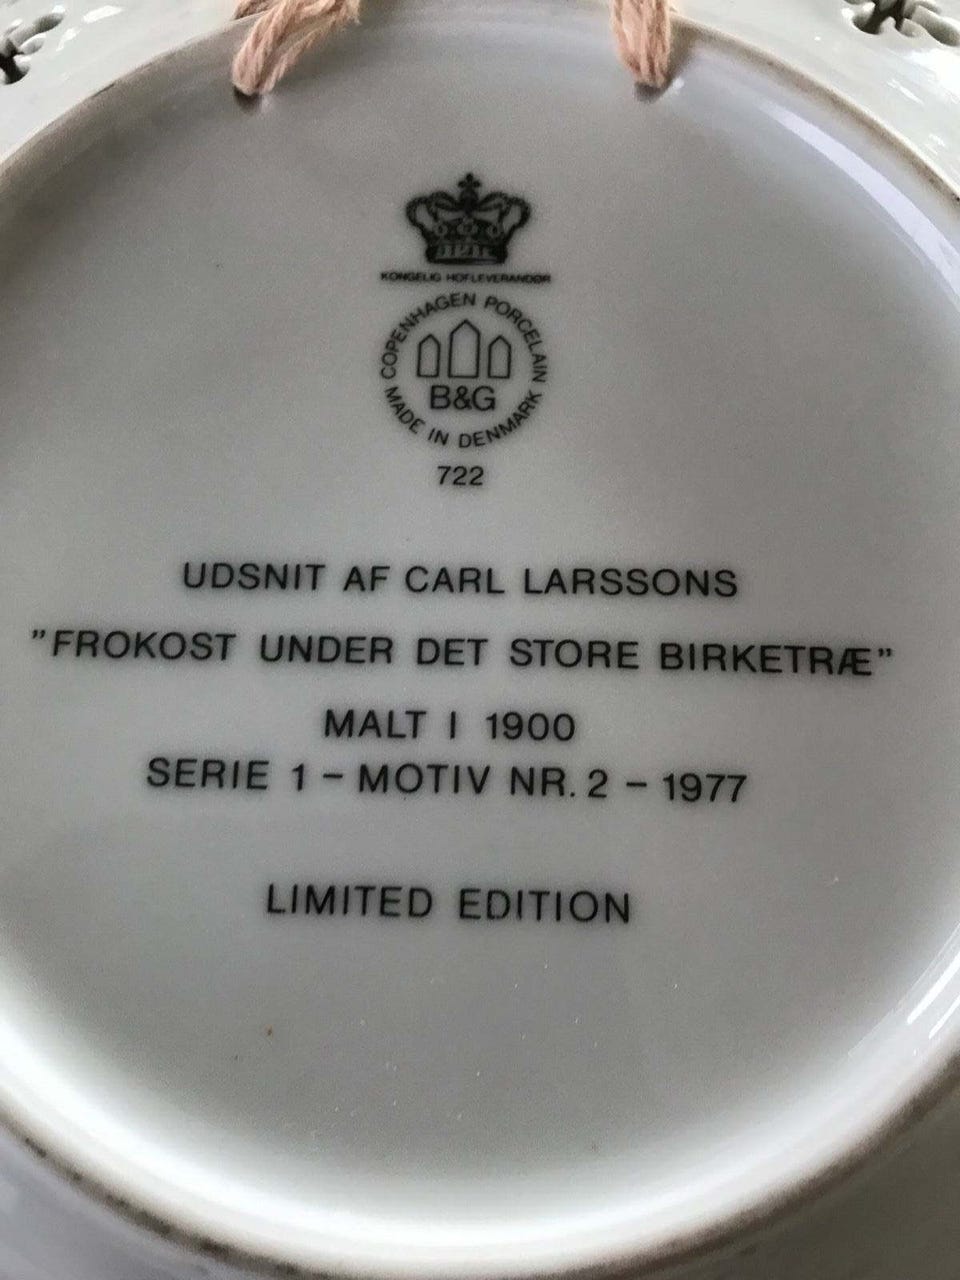 KONGELIG HOFLEVERANDØR
COPENHAGEN PORCELAIN
B&G
MADE IN DENMARK
722
UDSNIT AF CARL LARSSONS
"FROKOST UNDER DET STORE BIRKETRÆ"
MALT I 1900
SERIE 1 – MOTIV NR. 2 – 1977
LIMITED EDITION